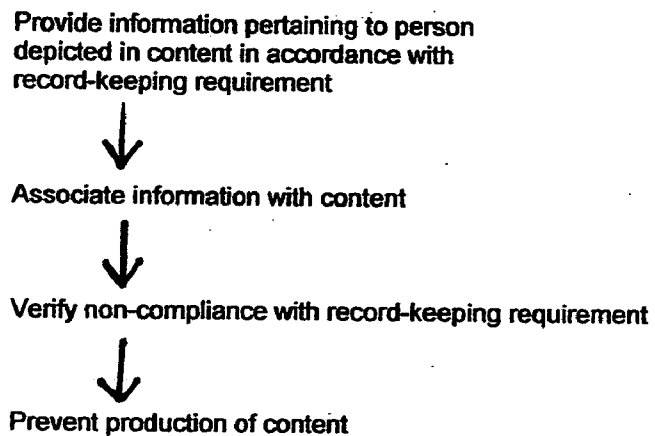 Provide information pertaining to person
depicted in content in accordance with
record-keeping requirement
Associate information with content
Verify non-compliance with record-keeping requirement
Prevent production of content